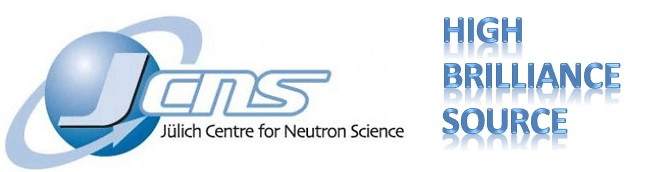 Jcns
Jülich Centre for Neutron Science
HIGH
BRILLIANCE
SOURCE